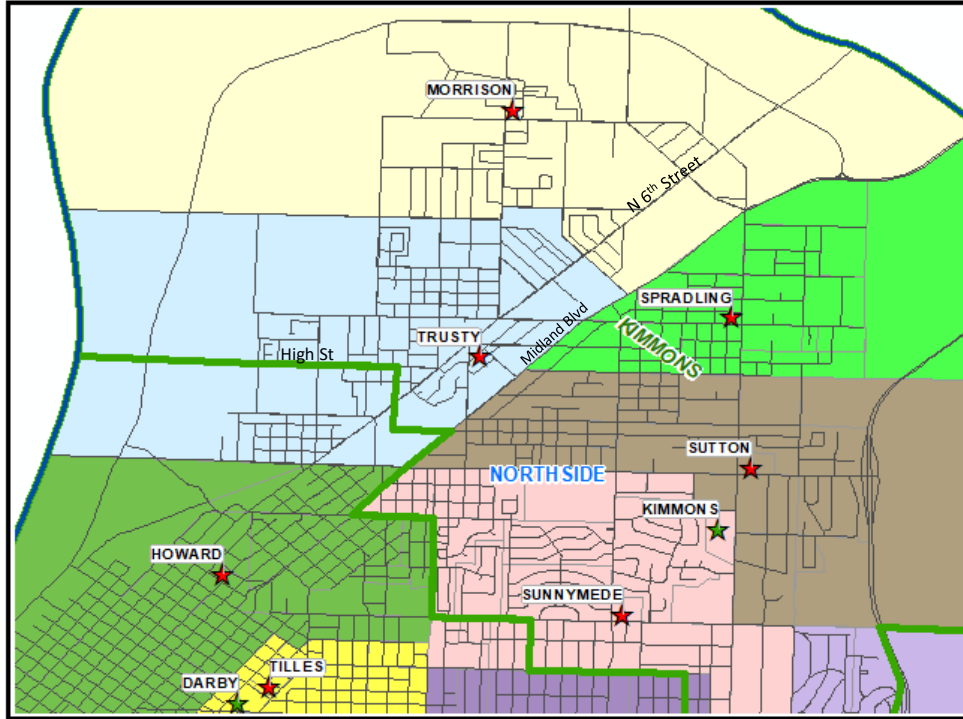 MORRISON
N 6th Street
SPRADLING
KIMMONS
TRUSTY
Midland Blvd
High St
SUTTON
NORTH SIDE
KIMMONS
HOWARD
SUNNYMEDE
TILLES
DARBY